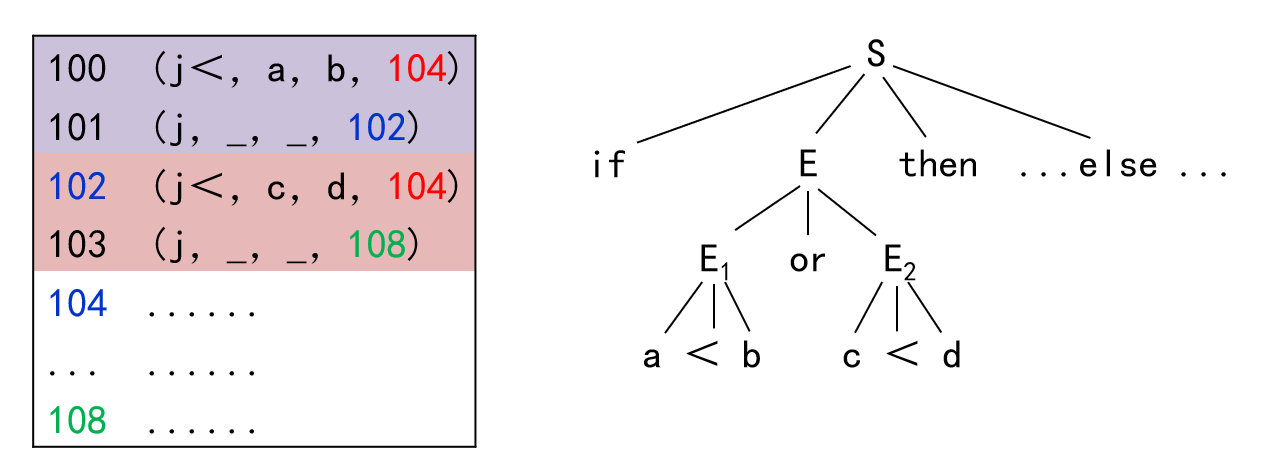 100 (j<, a, b, 104)
101 (j, _, _, 102)
102 (j<, c, d, 104)
103 (j, _, _, 108)
104 ......
... ......
108 ......
S
if E then ...else ...
E₁ or E₂
a < b c < d